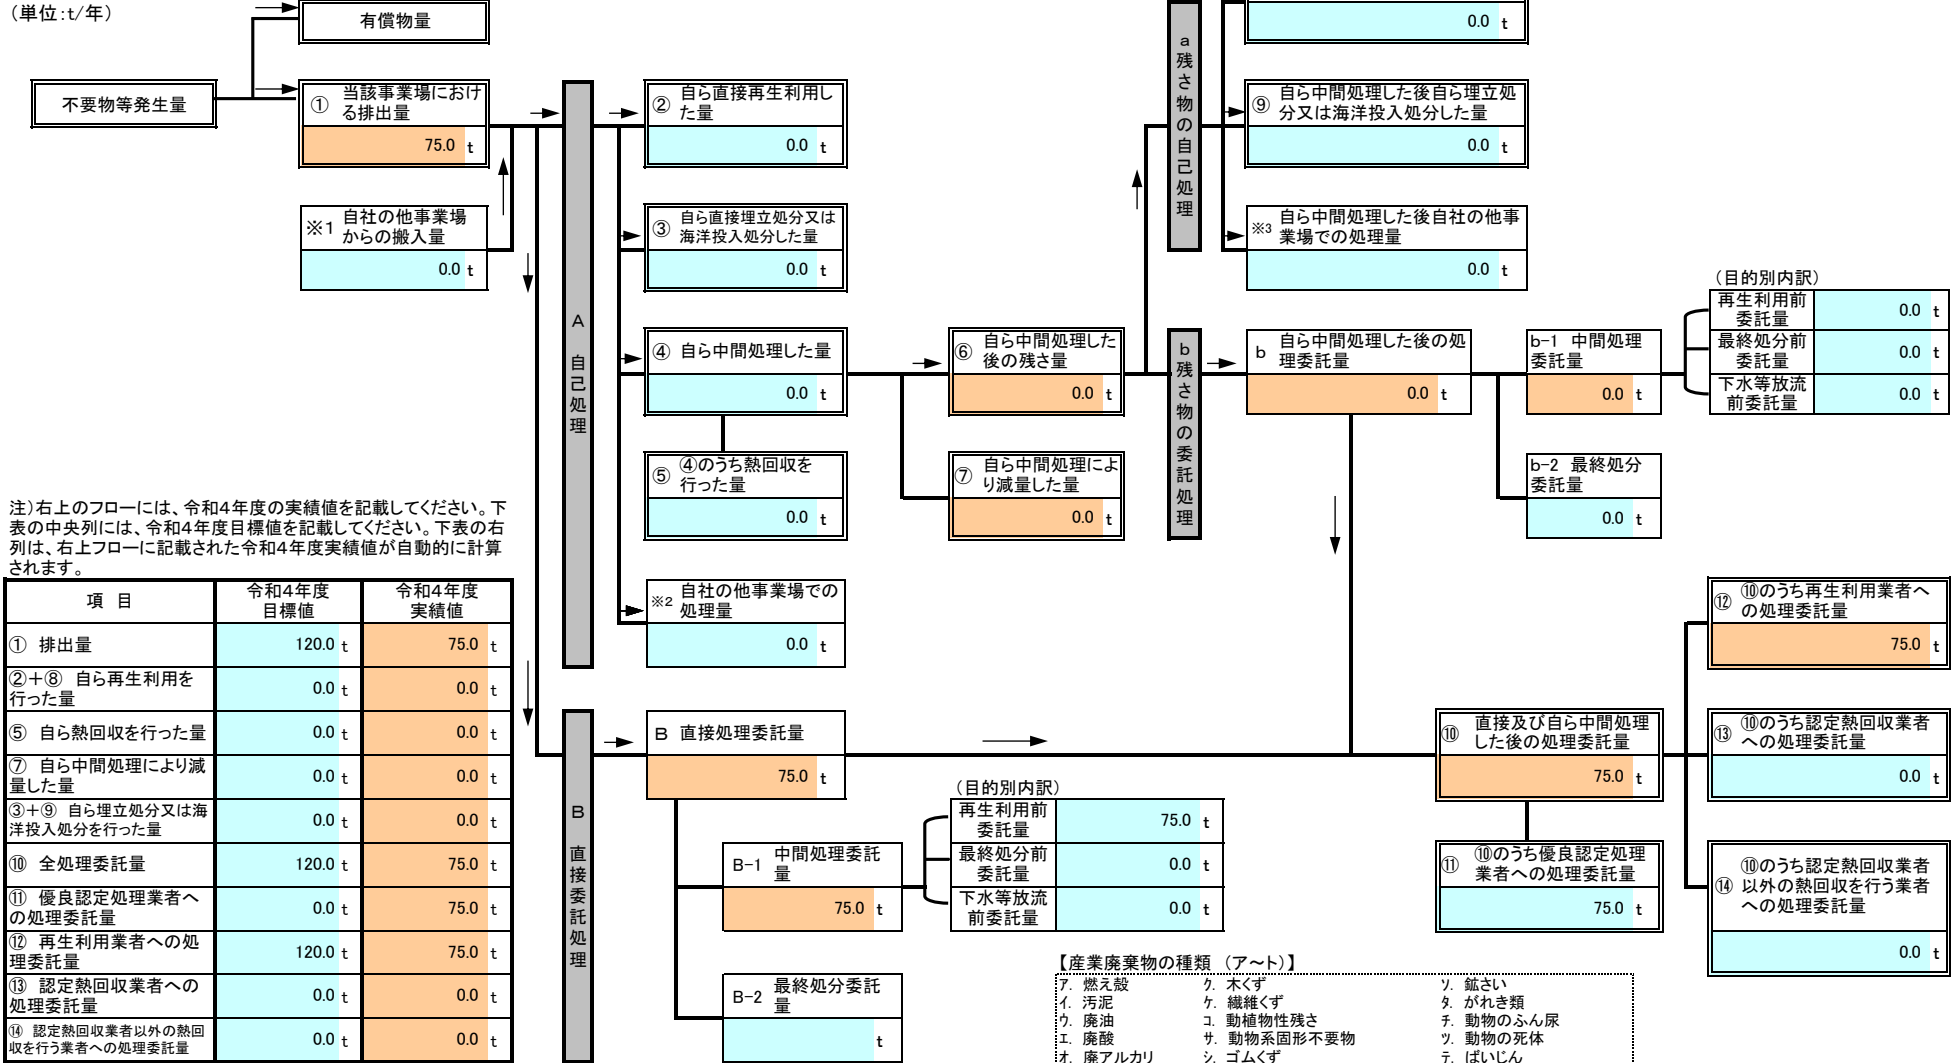 （単位：t/年）
有償物量
不要物等発生量
① 当該事業場におけ
る排出量
75.0 t
※1 自社の他事業場
からの搬入量
0.0 t
A 自己処理
② 自ら直接再生利用し
た量
0.0 t
③ 自ら直接埋立処分又は
海洋投入処分した量
0.0 t
④ 自ら中間処理した量
0.0 t
⑤ ④のうち熱回収を
行った量
0.0 t
※2 自社の他事業場での
処理量
0.0 t
⑥ 自ら中間処理した
後の残さ量
0.0 t
⑦ 自ら中間処理によ
り減量した量
0.0 t
a 残さ物の自己処理
0.0 t
⑨ 自ら中間処理した後自ら埋立処
分又は海洋投入処分した量
0.0 t
※3 自ら中間処理した後自社の他事
業場での処理量
0.0 t
b 残さ物の委託処理
b 自ら中間処理した後の処
理委託量
0.0 t
b-1 中間処理
委託量
0.0 t
b-2 最終処分
委託量
0.0 t
（目的別内訳）
再生利用前
委託量
0.0 t
最終処分前
委託量
0.0 t
下水等放流
前委託量
0.0 t
注）右上のフローには、令和４年度の実績値を記載してください。下
表の中央列には、令和４年度目標値を記載してください。下表の右
列は、右上フローに記載された令和４年度実績値が自動的に計算
されます。
項 目
令和４年度
目標値
令和４年度
実績値
① 排出量 120.0 t 75.0 t
②＋⑧ 自ら再生利用を
行った量 0.0 t 0.0 t
⑤ 自ら熱回収を行った量 0.0 t 0.0 t
⑦ 自ら中間処理により減
量した量 0.0 t 0.0 t
③＋⑨ 自ら埋立処分又は海
洋投入処分を行った量 0.0 t 0.0 t
⑩ 全処理委託量 120.0 t 75.0 t
⑪ 優良認定処理業者へ
の処理委託量 0.0 t 75.0 t
⑫ 再生利用業者への処
理委託量 120.0 t 75.0 t
⑬ 認定熱回収業者への
処理委託量 0.0 t 0.0 t
⑭ 認定熱回収業者以外の熱回
収を行う業者への処理委託量 0.0 t 0.0 t
B 直接委託処理
B 直接処理委託量
75.0 t
B-1 中間処理委託
量
75.0 t
B-2 最終処分委託
量
t
（目的別内訳）
再生利用前
委託量
75.0 t
最終処分前
委託量
0.0 t
下水等放流
前委託量
0.0 t
⑩ 直接及び自ら中間処理
した後の処理委託量
75.0 t
⑪ ⑩のうち優良認定処理
業者への処理委託量
75.0 t
⑫ ⑩のうち再生利用業者へ
の処理委託量
75.0 t
⑬ ⑩のうち認定熱回収業者
への処理委託量
0.0 t
⑭ ⑩のうち認定熱回収業者
以外の熱回収を行う業者
への処理委託量
0.0 t
【産業廃棄物の種類 （ア～ト）】
ア. 燃え殻 ク. 木くず ソ. 鉱さい
イ. 汚泥 ケ. 繊維くず タ. がれき類
ウ. 廃油 コ. 動植物性残さ チ. 動物のふん尿
エ. 廃酸 サ. 動物系固形不要物 ツ. 動物の死体
オ. 廃アルカリ シ. ゴムくず テ. ばいじん